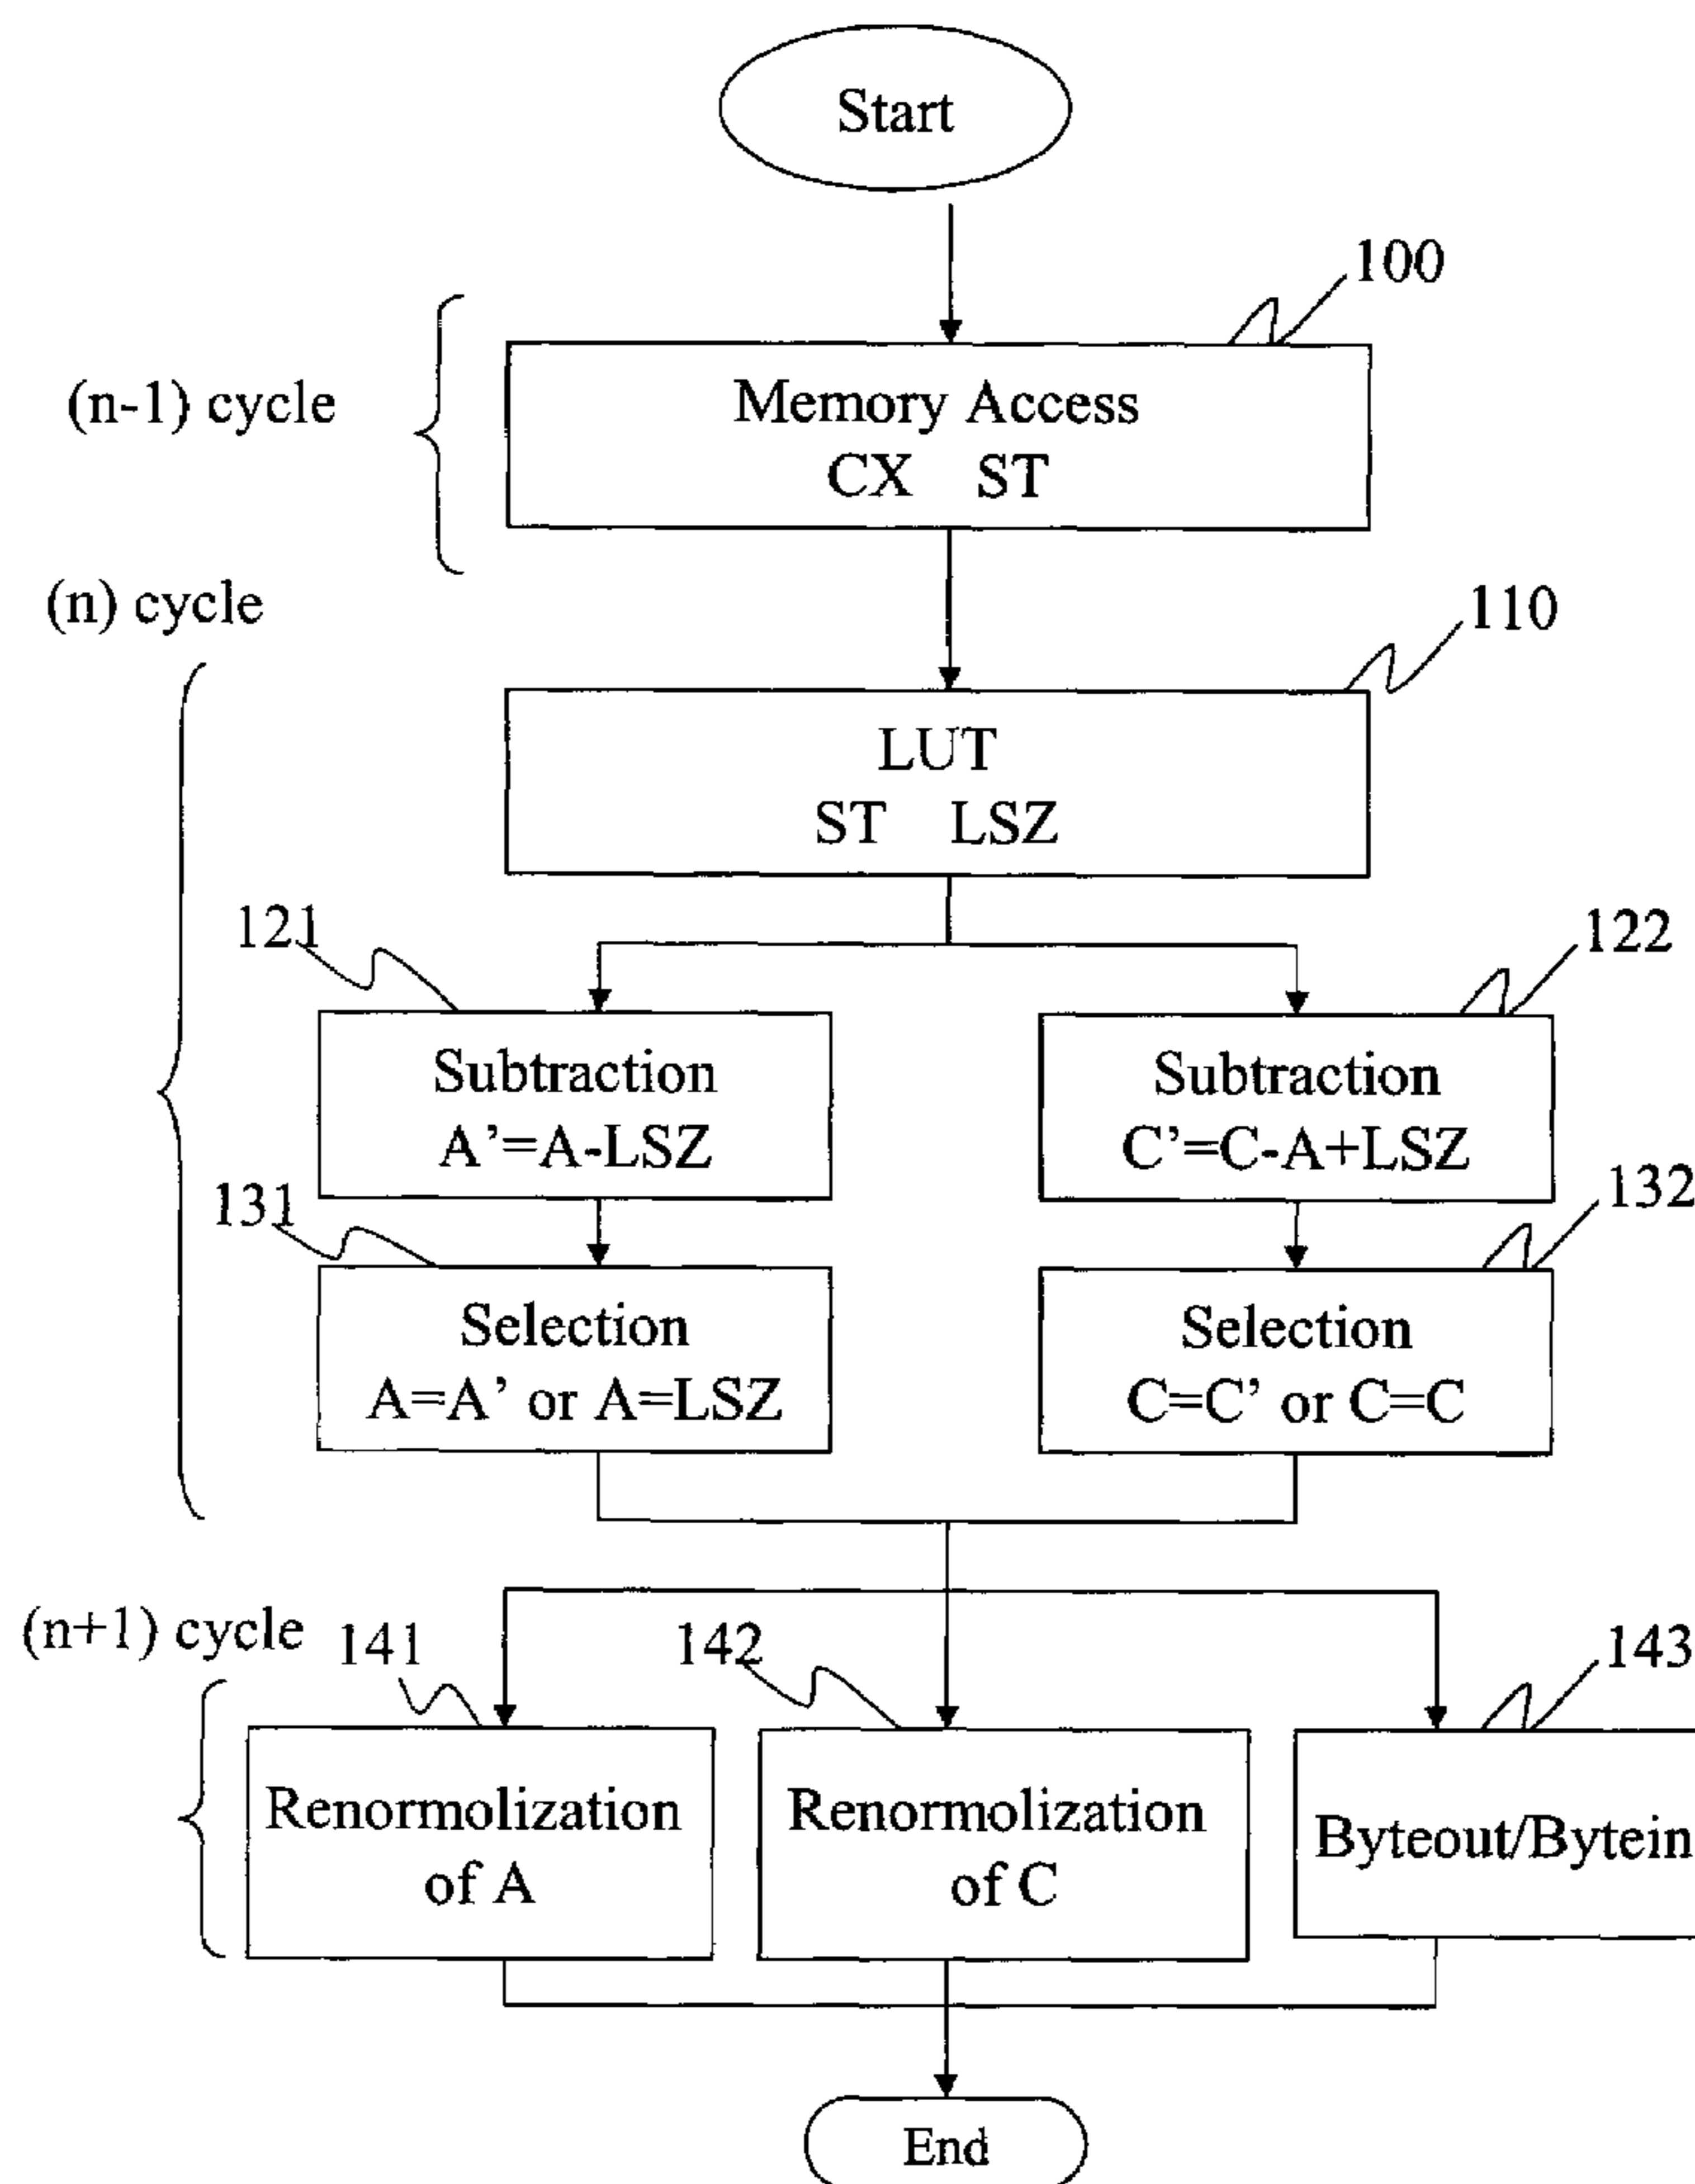 Start
100
(n-1) cycle
Memory Access
CX ST
(n) cycle
110
LUT
ST LSZ
121
122
Subtraction
A'=A-LSZ
Subtraction
C'=C-A+LSZ
131
132
Selection
A=A' or A=LSZ
Selection
C=C' or C=C
(n+1) cycle
141
142
143
Renormolization
of A
Renormolization
of C
Byteout/Bytein
End